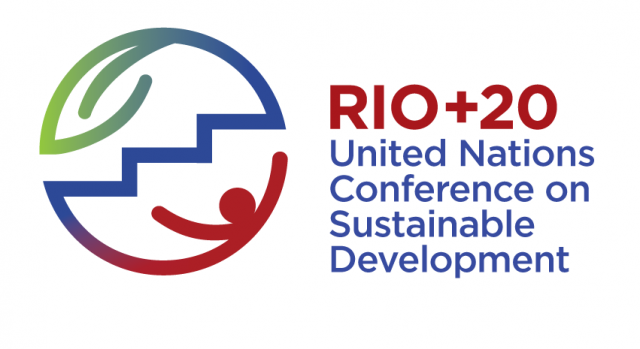 RIO+20
United Nations
Conference on
Sustainable
Development